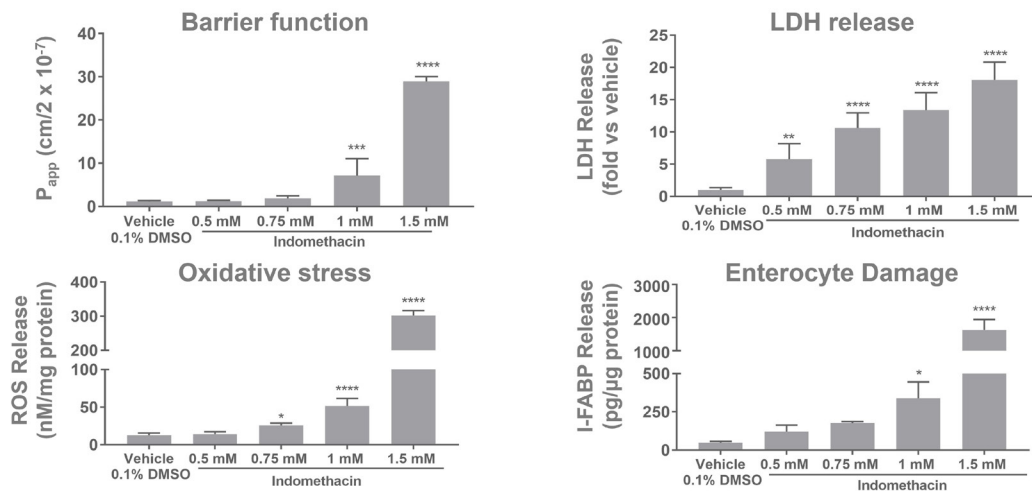 Barrier function
P_app (cm/2 x 10^-7)
40
30
20
10
0
***
****
Vehicle
0.1% DMSO
0.5 mM
0.75 mM
1 mM
1.5 mM
Indomethacin
LDH release
LDH Release
(fold vs vehicle)
25
20
15
10
5
0
**
****
****
****
Vehicle
0.1% DMSO
0.5 mM
0.75 mM
1 mM
1.5 mM
Indomethacin
Oxidative stress
ROS Release
(nM/mg protein)
400
300
200
100
50
0
*
****
****
Vehicle
0.1% DMSO
0.5 mM
0.75 mM
1 mM
1.5 mM
Indomethacin
Enterocyte Damage
I-FABP Release
(pg/µg protein)
3000
2000
1000
500
250
0
*
****
Vehicle
0.1% DMSO
0.5 mM
0.75 mM
1 mM
1.5 mM
Indomethacin